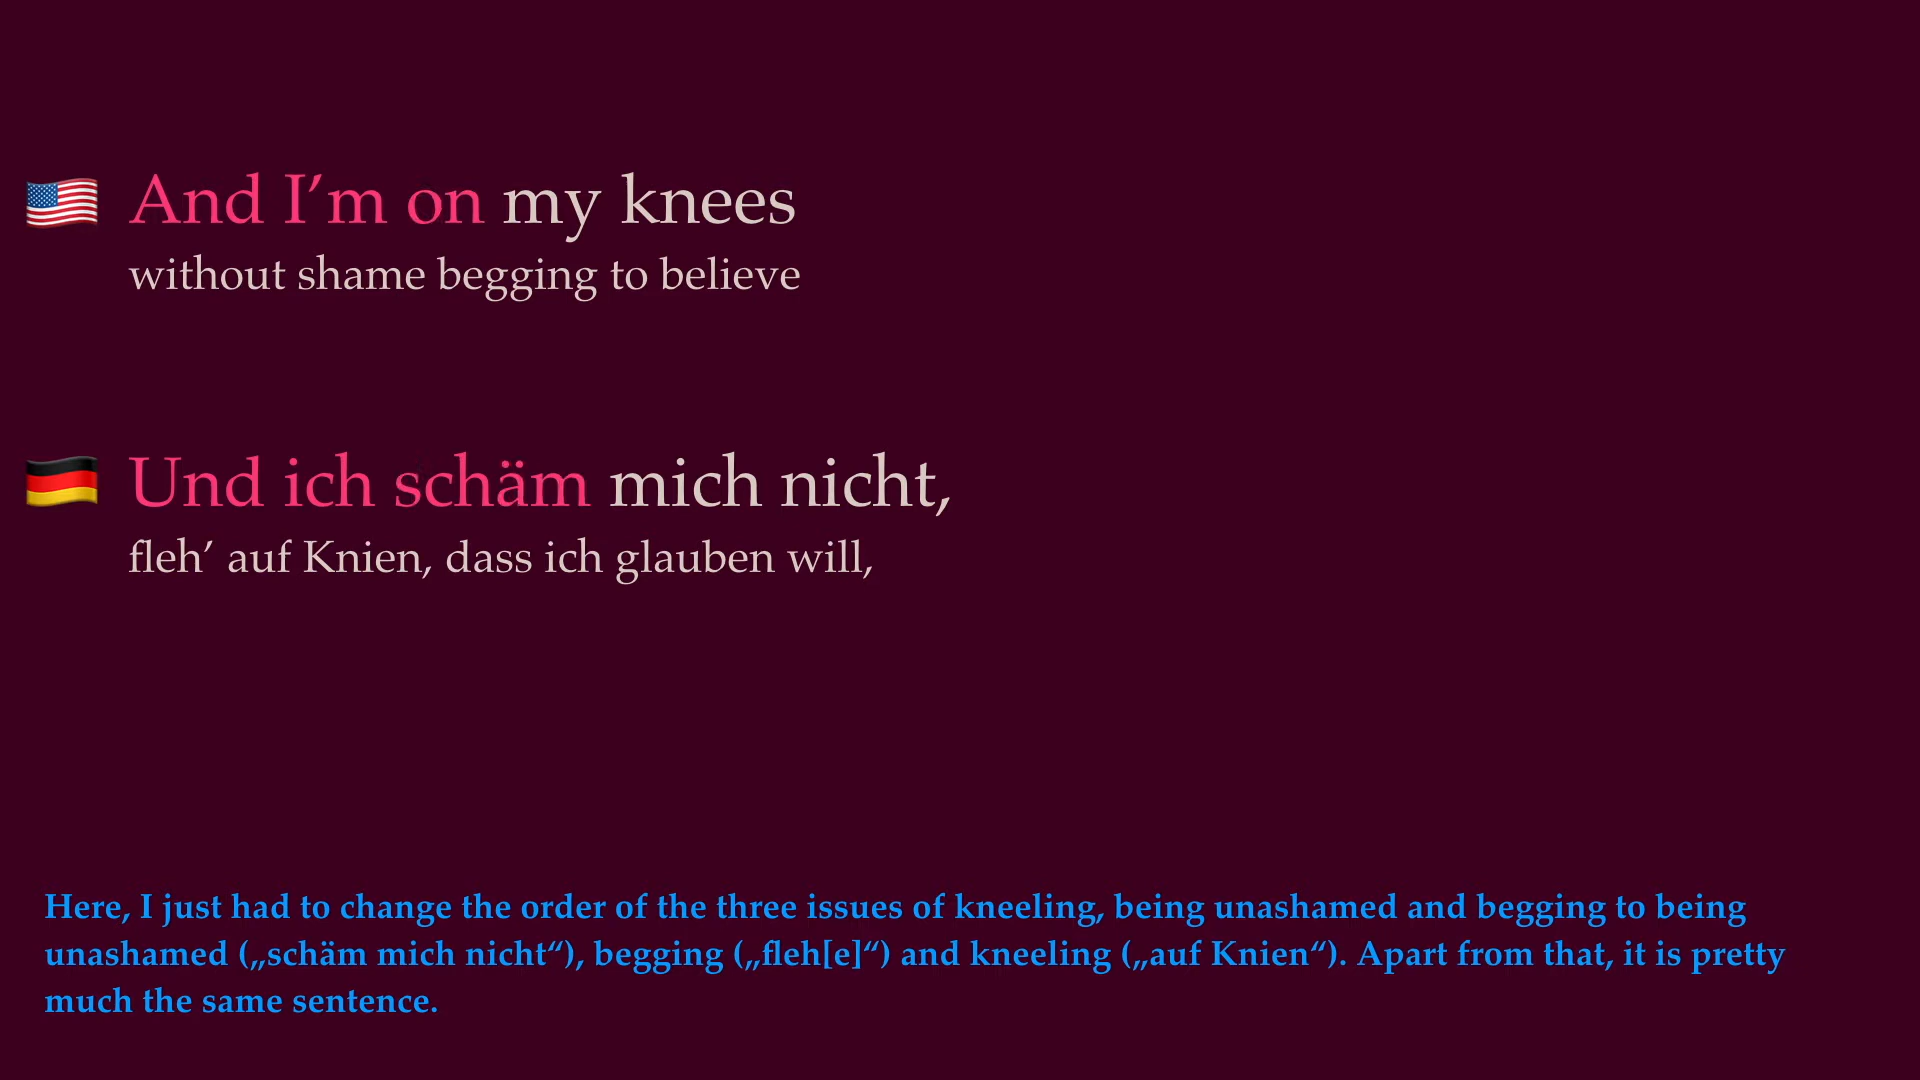 And I’m on my knees
without shame begging to believe
Und ich schäm mich nicht,
fleh’ auf Knien, dass ich glauben will,
Here, I just had to change the order of the three issues of kneeling, being unashamed and begging to being
unashamed („schäm mich nicht“), begging („fleh[e]“) and kneeling („auf Knien“). Apart from that, it is pretty
much the same sentence.